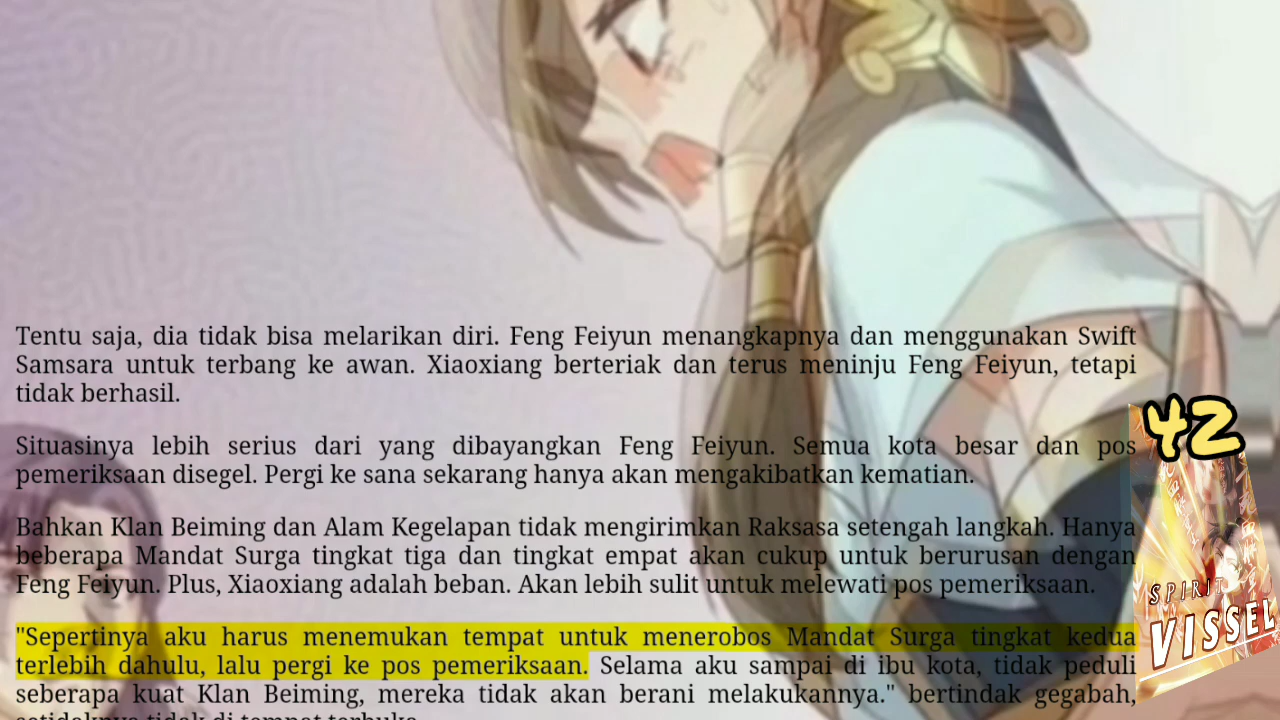 Tentu saja, dia tidak bisa melarikan diri. Feng Feiyun menangkapnya dan menggunakan Swift
Samsara untuk terbang ke awan. Xiaoxiang berteriak dan terus meninju Feng Feiyun, tetapi
tidak berhasil.
Situasinya lebih serius dari yang dibayangkan Feng Feiyun. Semua kota besar dan pos
pemeriksaan disegel. Pergi ke sana sekarang hanya akan mengakibatkan kematian.
Bahkan Klan Beiming dan Alam Kegelapan tidak mengirimkan Raksasa setengah langkah. Hanya
beberapa Mandat Surga tingkat tiga dan tingkat empat akan cukup untuk berurusan dengan
Feng Feiyun. Plus, Xiaoxiang adalah beban. Akan lebih sulit untuk melewati pos pemeriksaan.
"Sepertinya aku harus menemukan tempat untuk menerobos Mandat Surga tingkat kedua
terlebih dahulu, lalu pergi ke pos pemeriksaan. Selama aku sampai di ibu kota, tidak peduli
seberapa kuat Klan Beiming, mereka tidak akan berani melakukannya." bertindak gegabah,
setidaknya tidak di tempat terbuka.
42
SPIRIT
VISSEL